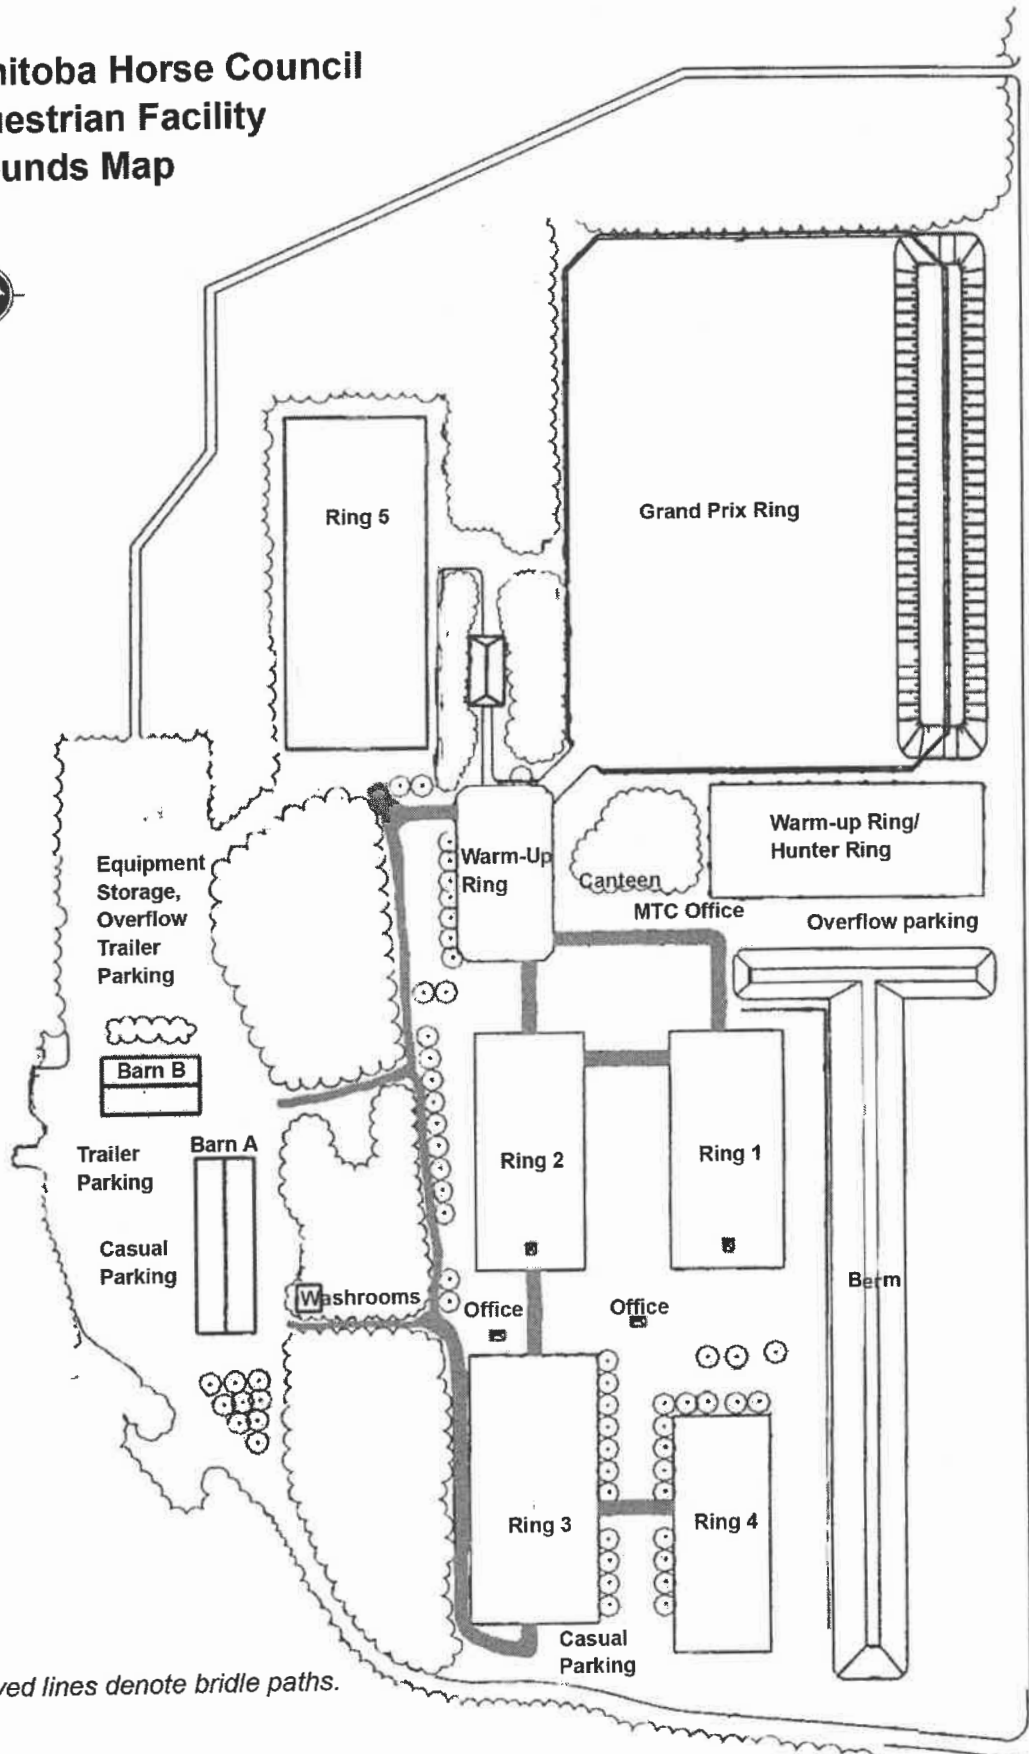 nitoba Horse Council
uestrian Facility
unds Map
Ring 5
Grand Prix Ring
Warm-up Ring/
Hunter Ring
Warm-Up
Ring
Canteen
MTC Office
Overflow parking
Equipment
Storage,
Overflow
Trailer
Parking
Barn B
Trailer
Parking
Barn A
Casual
Parking
Ring 2
Ring 1
Washrooms
Office
Office
Berm
Ring 3
Ring 4
Casual
Parking
ved lines denote bridle paths.